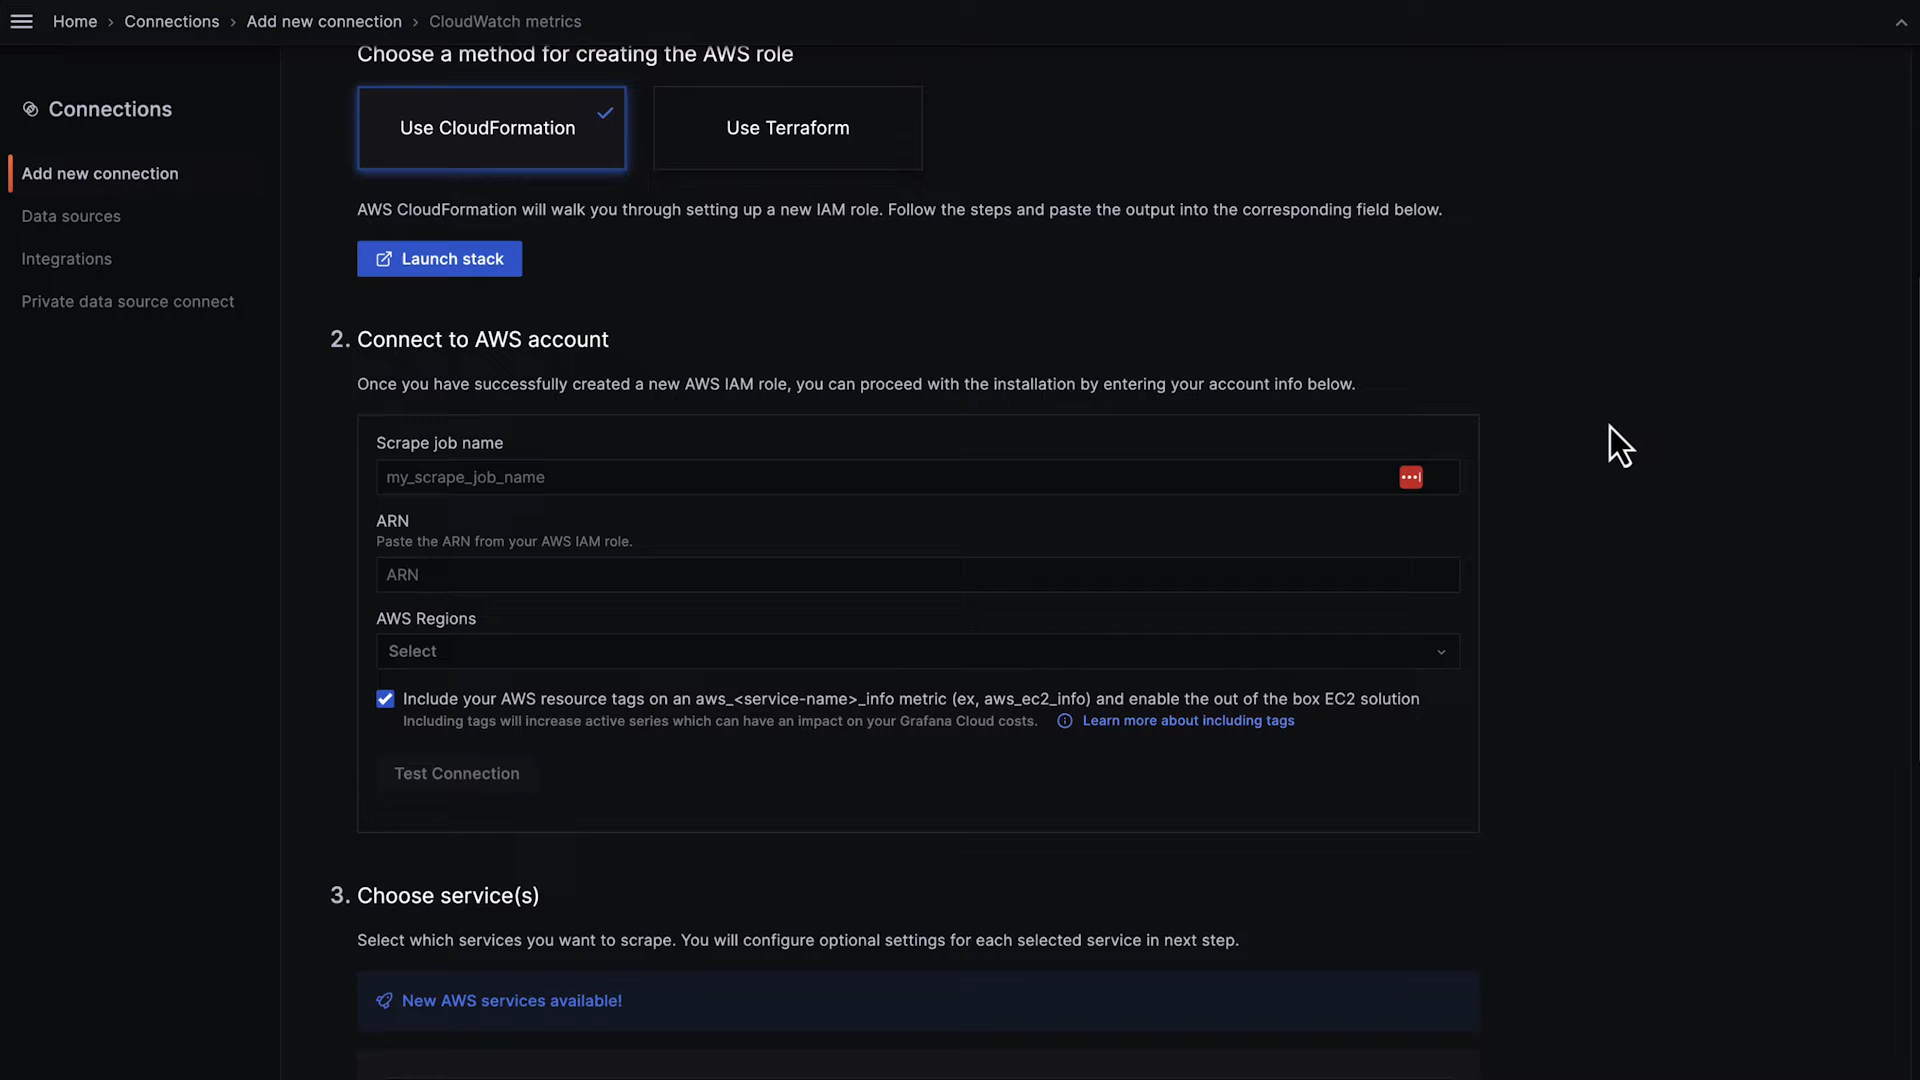 Home › Connections › Add new connection › CloudWatch metrics
Connections
Add new connection
Data sources
Integrations
Private data source connect
Choose a method for creating the AWS role
Use CloudFormation
Use Terraform
AWS CloudFormation will walk you through setting up a new IAM role. Follow the steps and paste the output into the corresponding field below.
Launch stack
2. Connect to AWS account
Once you have successfully created a new AWS IAM role, you can proceed with the installation by entering your account info below.
Scrape job name
my_scrape_job_name
ARN
Paste the ARN from your AWS IAM role.
ARN
AWS Regions
Select
Include your AWS resource tags on an aws_<service-name>_info metric (ex, aws_ec2_info) and enable the out of the box EC2 solution
Including tags will increase active series which can have an impact on your Grafana Cloud costs. Learn more about including tags
Test Connection
3. Choose service(s)
Select which services you want to scrape. You will configure optional settings for each selected service in next step.
New AWS services available!